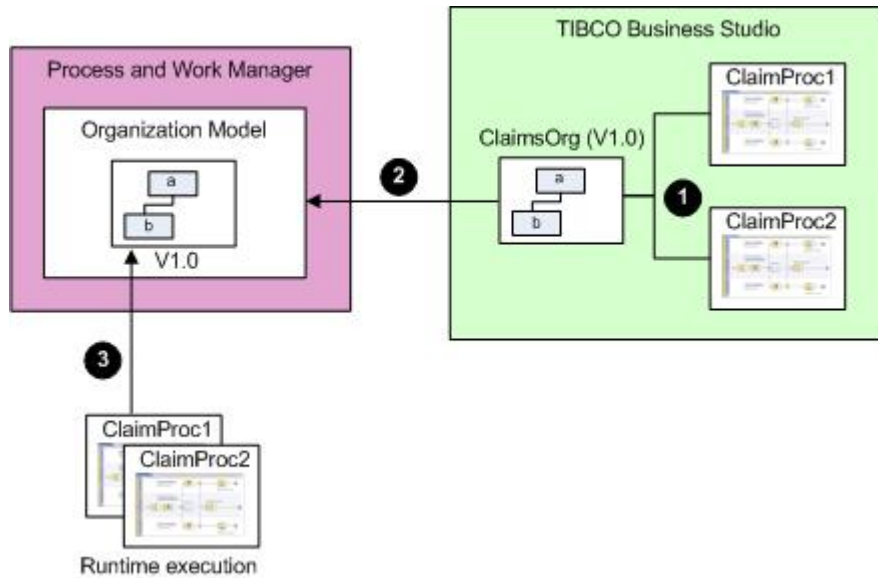 TIBCO Business Studio
Process and Work Manager
ClaimProc1
Organization Model
ClaimsOrg (V1.0)
a
b
2
a
b
1
V1.0
ClaimProc2
3
ClaimProc1
ClaimProc2
Runtime execution